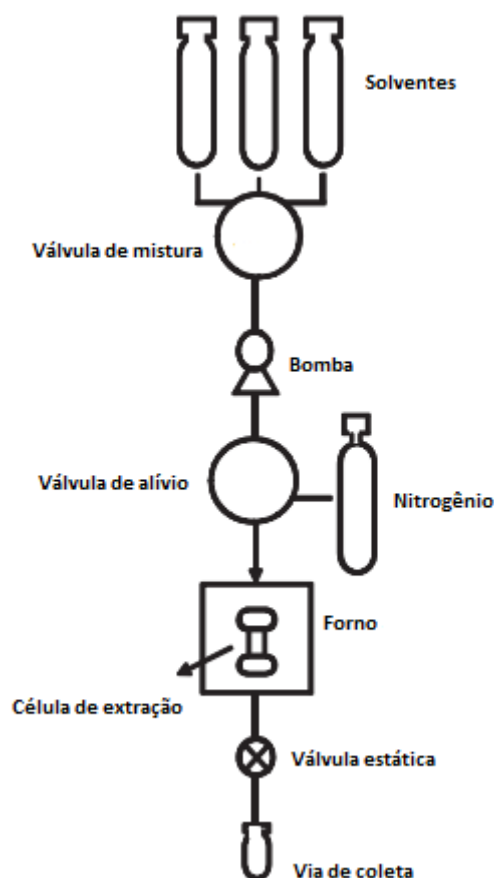 Solventes
Válvula de mistura
Bomba
Válvula de alívio
Nitrogênio
Forno
Célula de extração
Válvula estática
Via de coleta